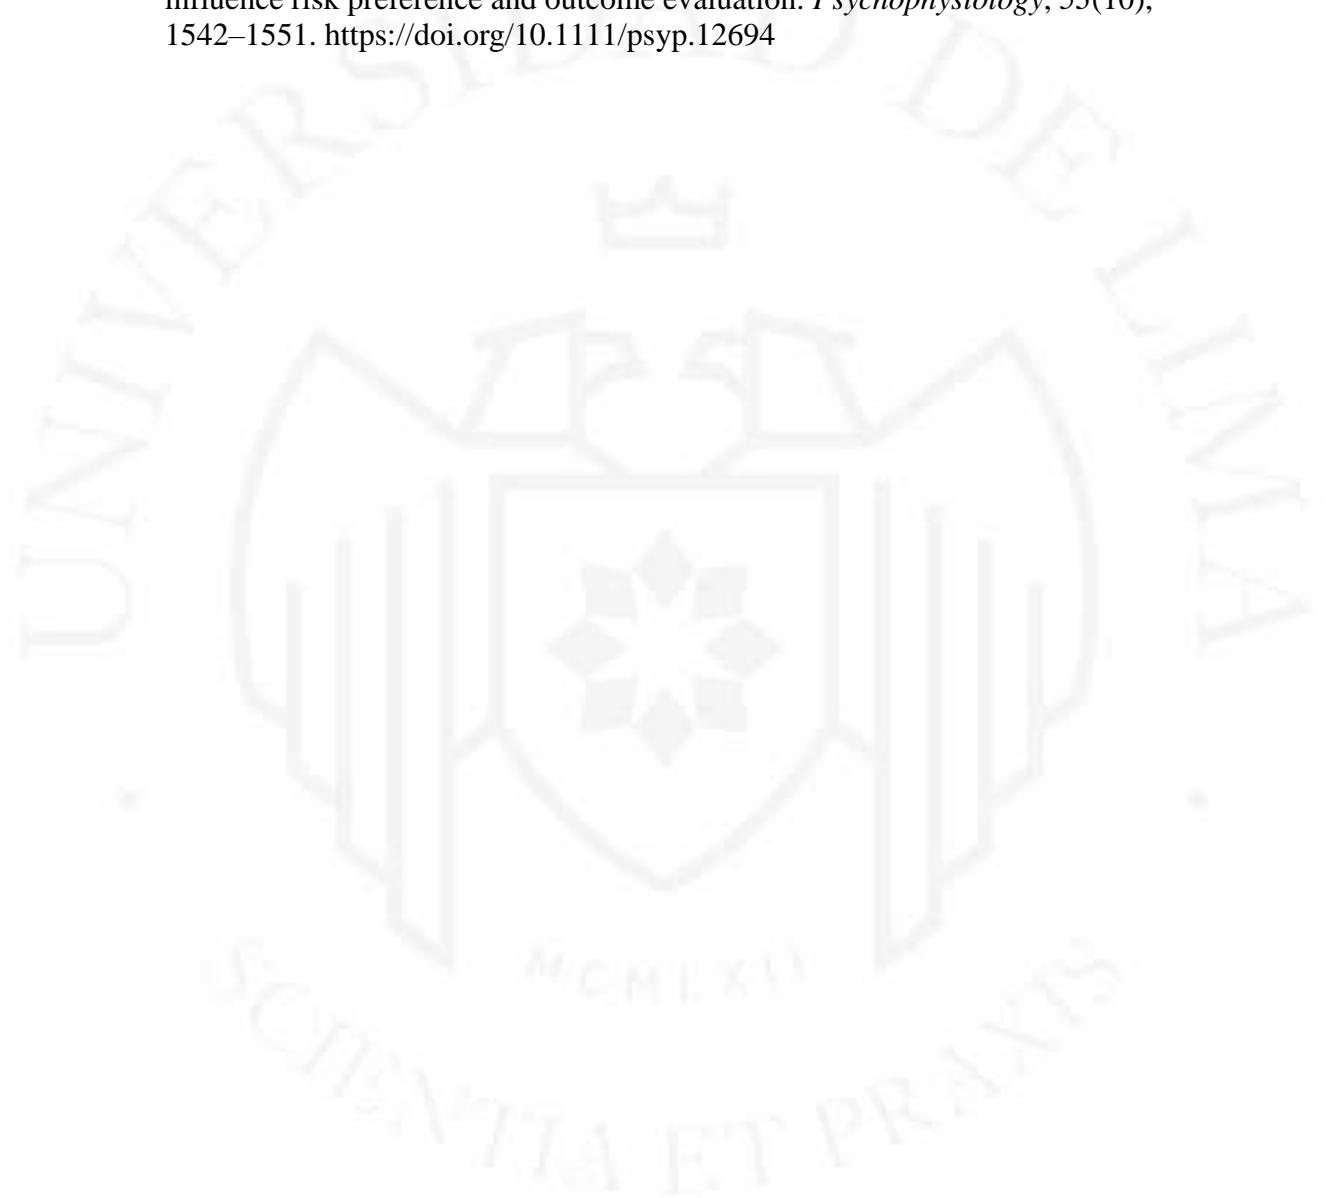 influence risk preference and outcome evaluation. Psychophysiology, 53(10),
1542–1551. https://doi.org/10.1111/psyp.12694
UNIVERSIDAD DE LIMA
MCMLXII
SCIENTIA ET PRAXIS